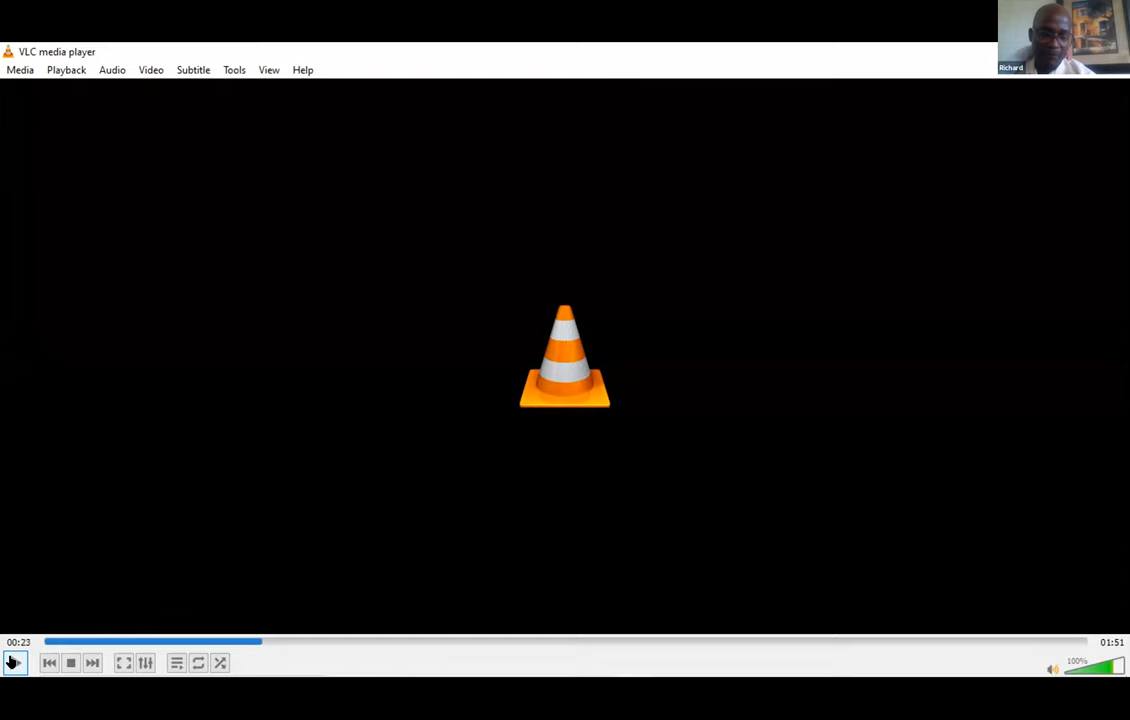 VLC media player
Media Playback Audio Video Subtitle Tools View Help
Richard
00:23
01:51
100%